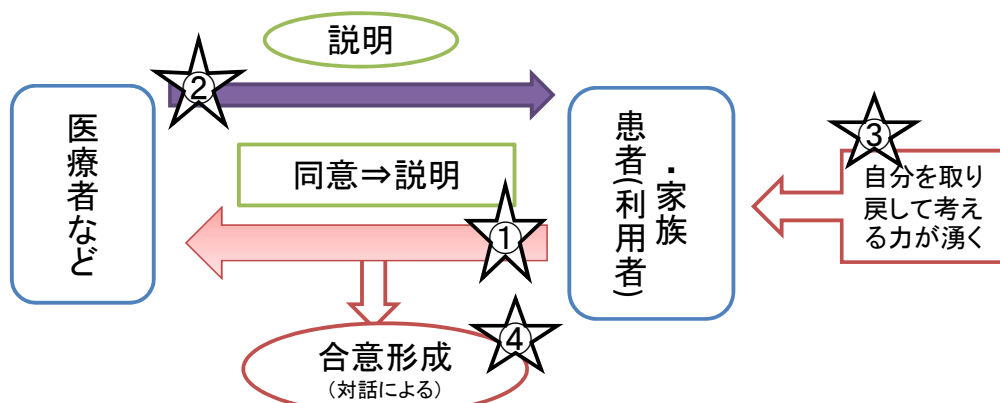 説明
②
医療者など
同意⇒説明
①
患者(利用者)
・家族
③
自分を取り
戻して考え
る力が湧く
④
合意形成
(対話による)